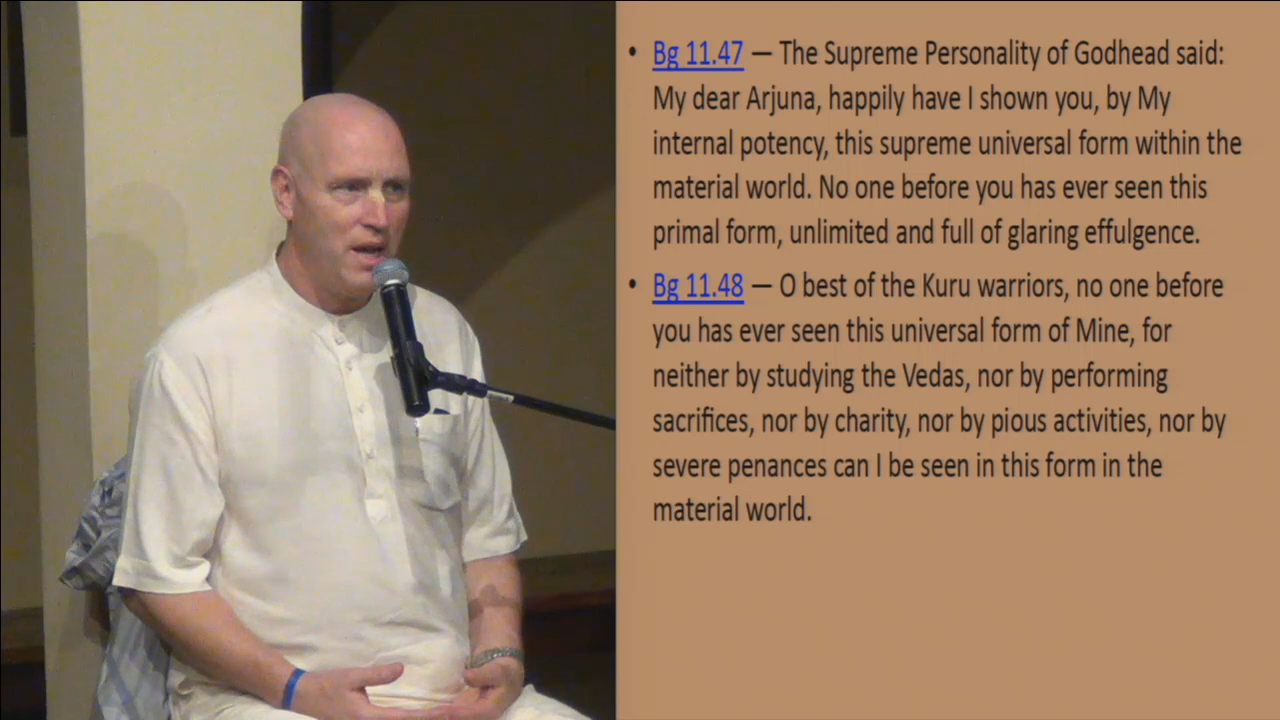 • Bg 11.47 — The Supreme Personality of Godhead said:
My dear Arjuna, happily have I shown you, by My
internal potency, this supreme universal form within the
material world. No one before you has ever seen this
primal form, unlimited and full of glaring effulgence.
• Bg 11.48 — O best of the Kuru warriors, no one before
you has ever seen this universal form of Mine, for
neither by studying the Vedas, nor by performing
sacrifices, nor by charity, nor by pious activities, nor by
severe penances can I be seen in this form in the
material world.